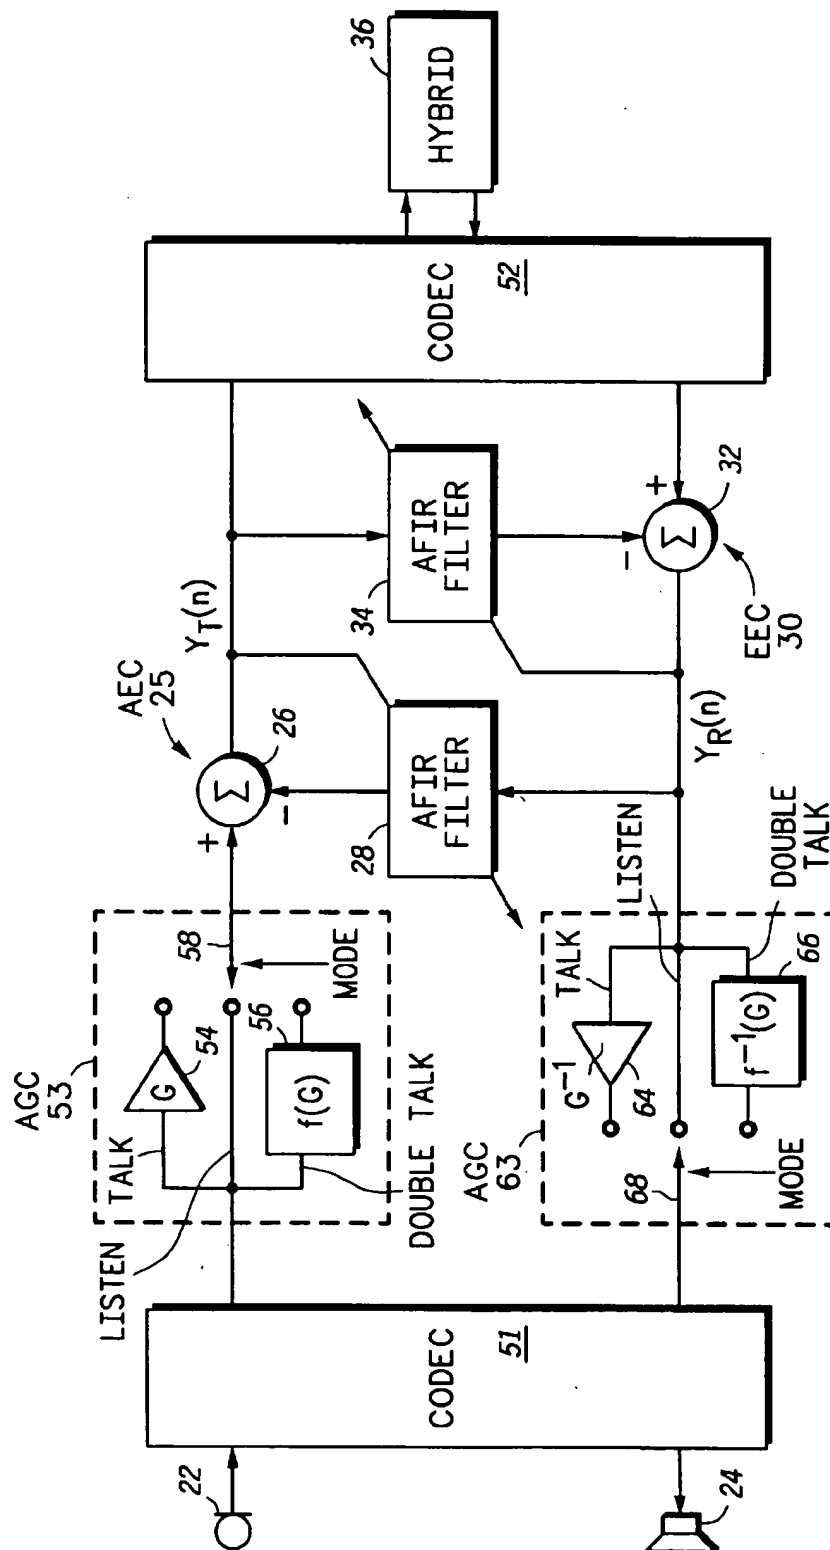 22
24
CODEC
51
LISTEN
AGC
53
TALK
G
54
f(G)
56
DOUBLE TALK
58
MODE
AGC
63
68
MODE
TALK
G⁻¹
64
LISTEN
f⁻¹(G)
66
DOUBLE
TALK
AEC
25
+
-
Σ
26
AFIR
FILTER
28
Y_T(n)
Y_R(n)
AFIR
FILTER
34
+
-
Σ
32
EEC
30
CODEC
52
HYBRID
36